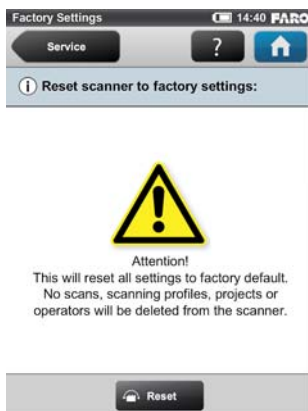 Factory Settings 14:40 FARO
Service ?
i Reset scanner to factory settings:
!
Attention!
This will reset all settings to factory default.
No scans, scanning profiles, projects or
operators will be deleted from the scanner.
Reset